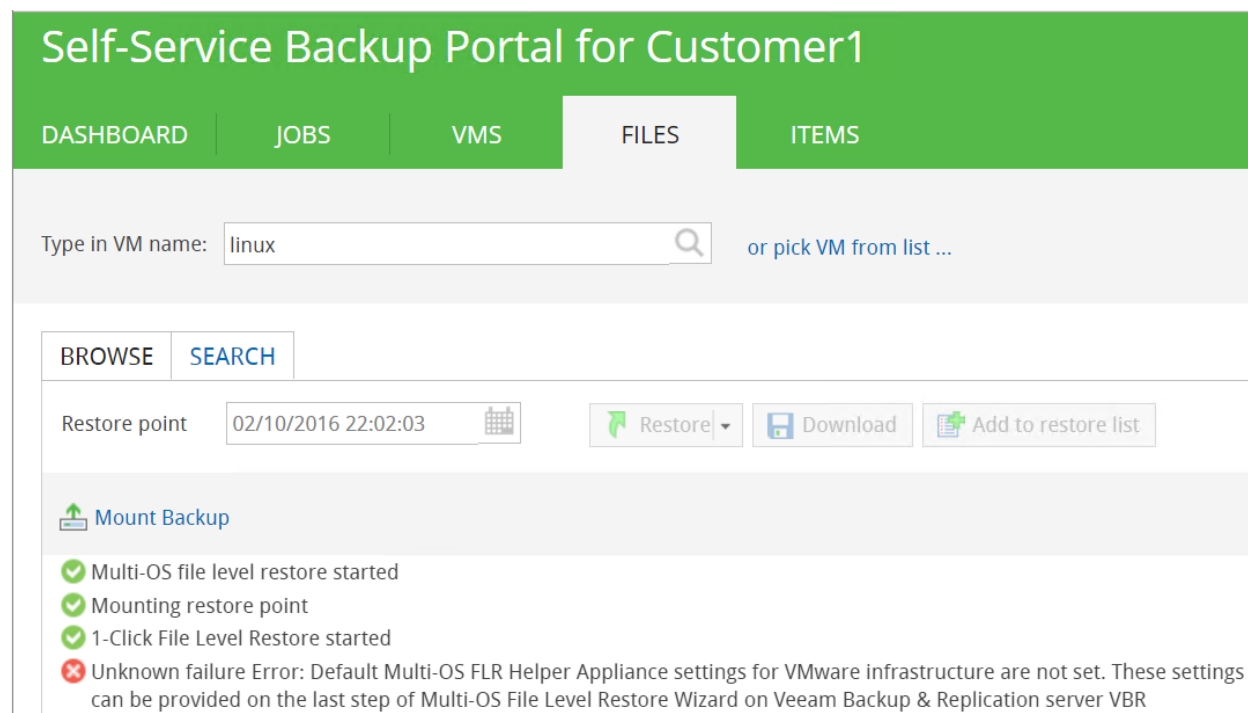 Self-Service Backup Portal for Customer1
DASHBOARD JOBS VMS FILES ITEMS
Type in VM name: linux or pick VM from list ...
BROWSE SEARCH
Restore point 02/10/2016 22:02:03 Restore Download Add to restore list
Mount Backup
Multi-OS file level restore started
Mounting restore point
1-Click File Level Restore started
Unknown failure Error: Default Multi-OS FLR Helper Appliance settings for VMware infrastructure are not set. These settings
can be provided on the last step of Multi-OS File Level Restore Wizard on Veeam Backup & Replication server VBR